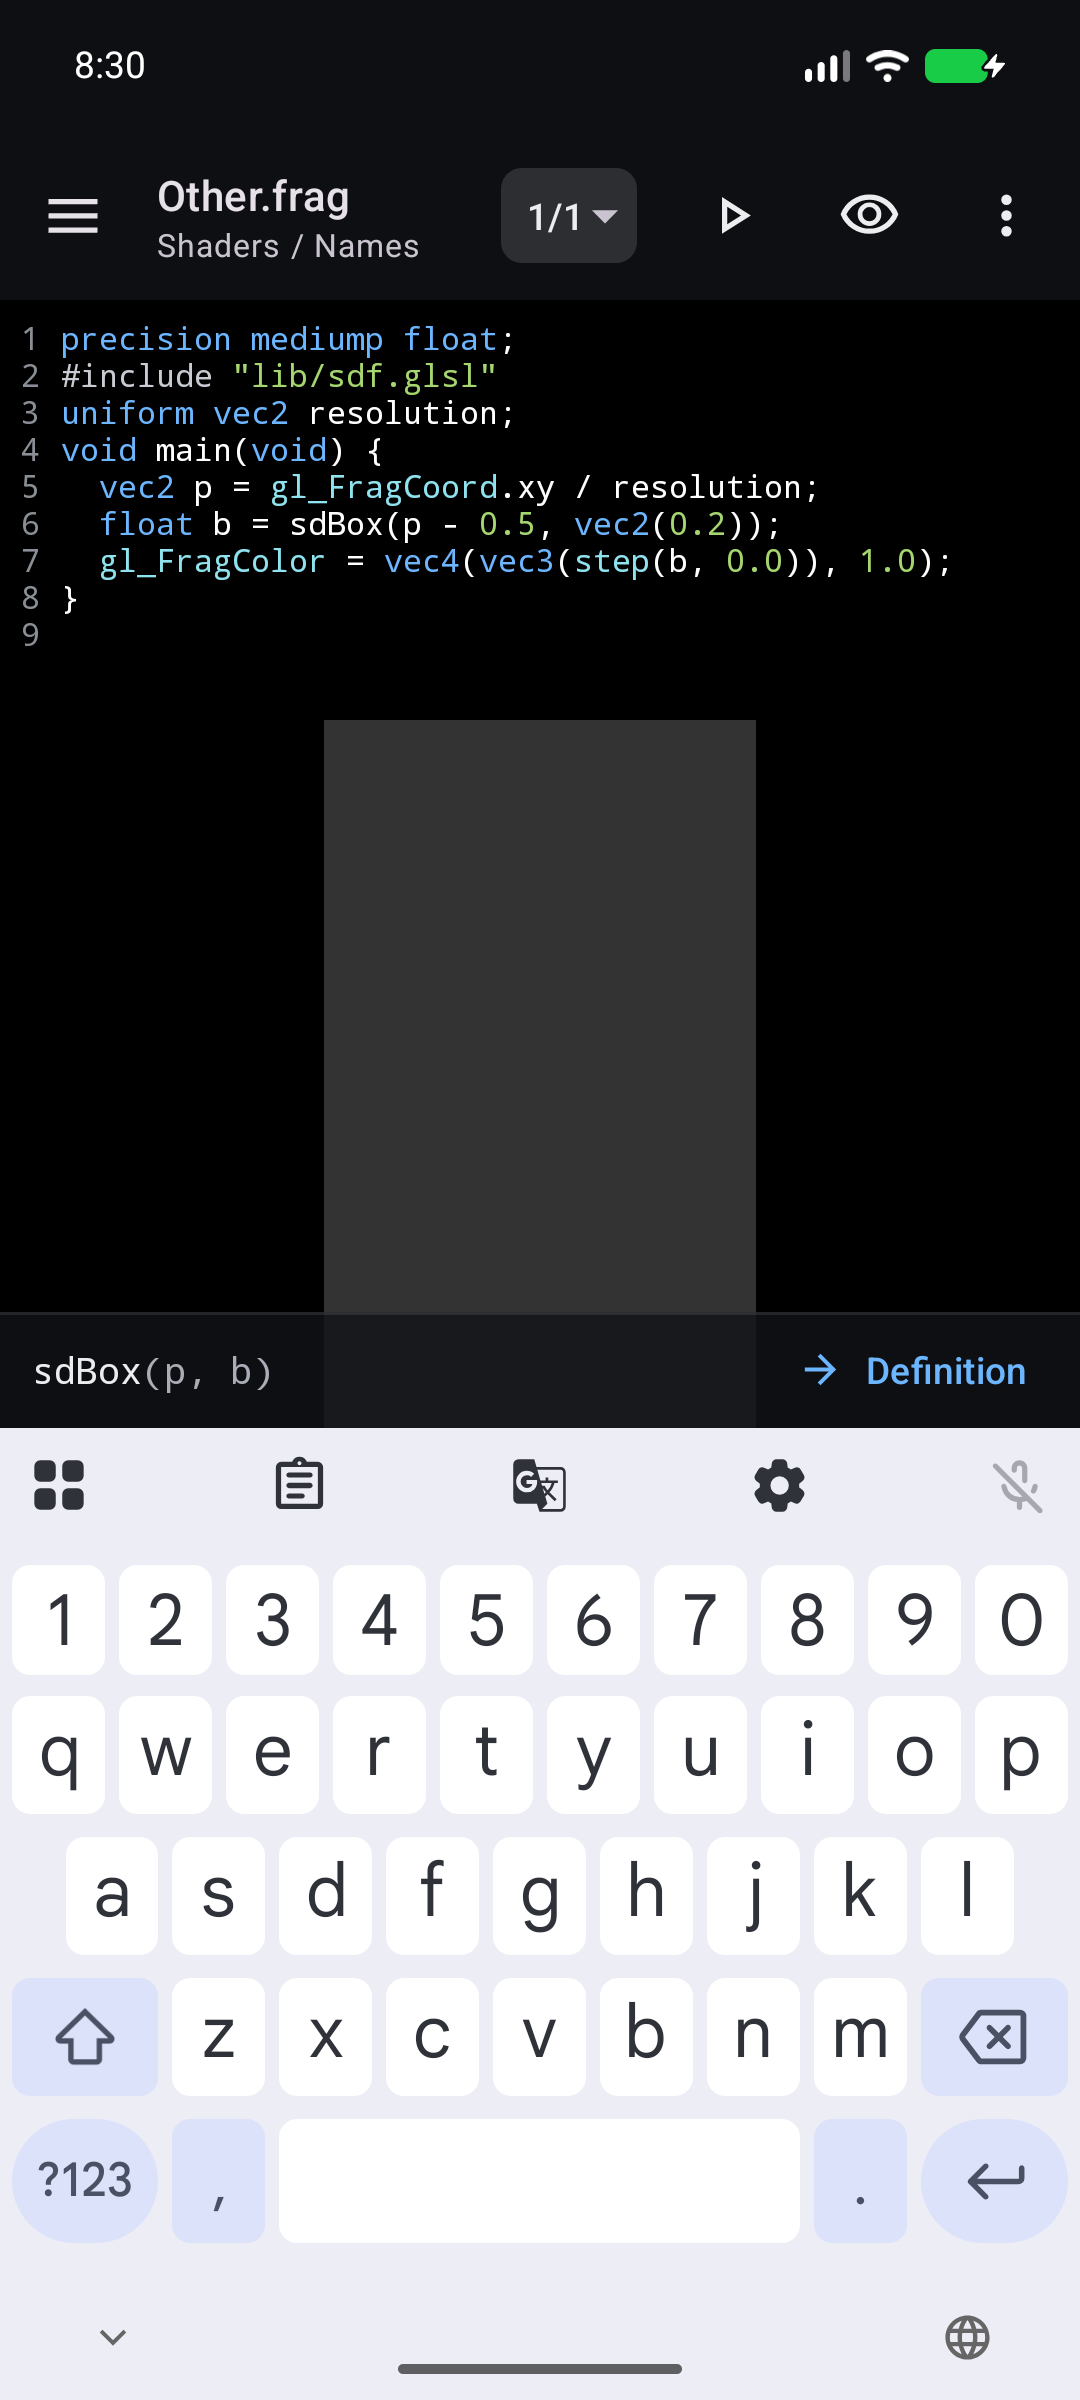 8:30
Other.frag
Shaders / Names
1/1
1 precision mediump float;
2 #include "lib/sdf.glsl"
3 uniform vec2 resolution;
4 void main(void) {
5   vec2 p = gl_FragCoord.xy / resolution;
6   float b = sdBox(p - 0.5, vec2(0.2));
7   gl_FragColor = vec4(vec3(step(b, 0.0)), 1.0);
8 }
9
sdBox(p, b)
Definition
1 2 3 4 5 6 7 8 9 0
q w e r t y u i o p
a s d f g h j k l
z x c v b n m
?123 , .